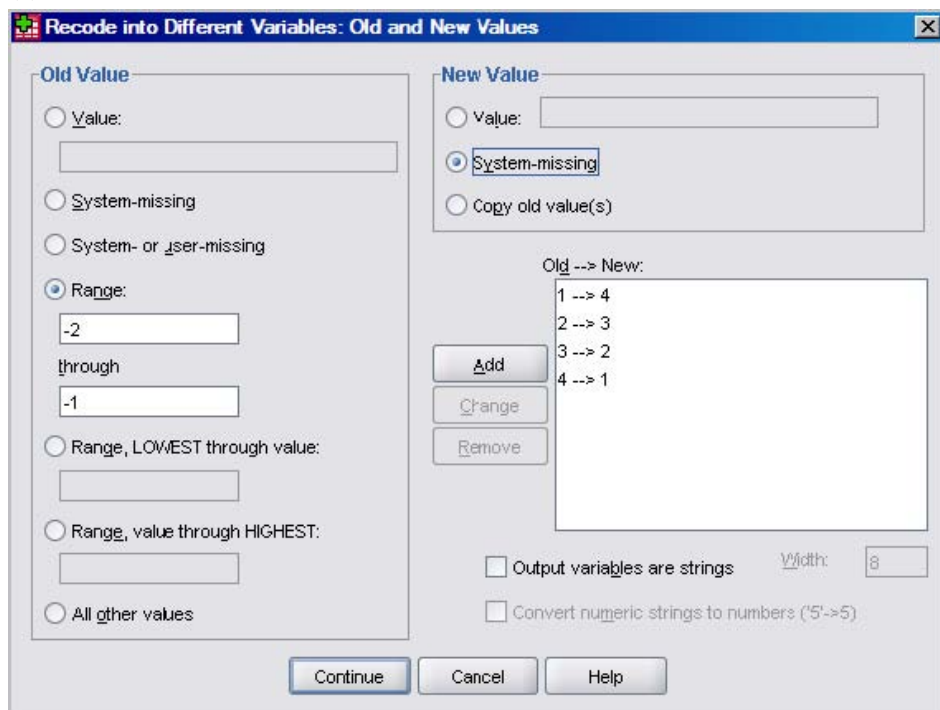 Recode into Different Variables: Old and New Values
Old Value
Value:
System-missing
System- or user-missing
Range:
-2
through
-1
Range, LOWEST through value:
Range, value through HIGHEST:
All other values
New Value
Value:
System-missing
Copy old value(s)
Old --> New:
1 --> 4
2 --> 3
3 --> 2
4 --> 1
Add
Change
Remove
Output variables are strings
Width:
8
Convert numeric strings to numbers ('5'->5)
Continue
Cancel
Help